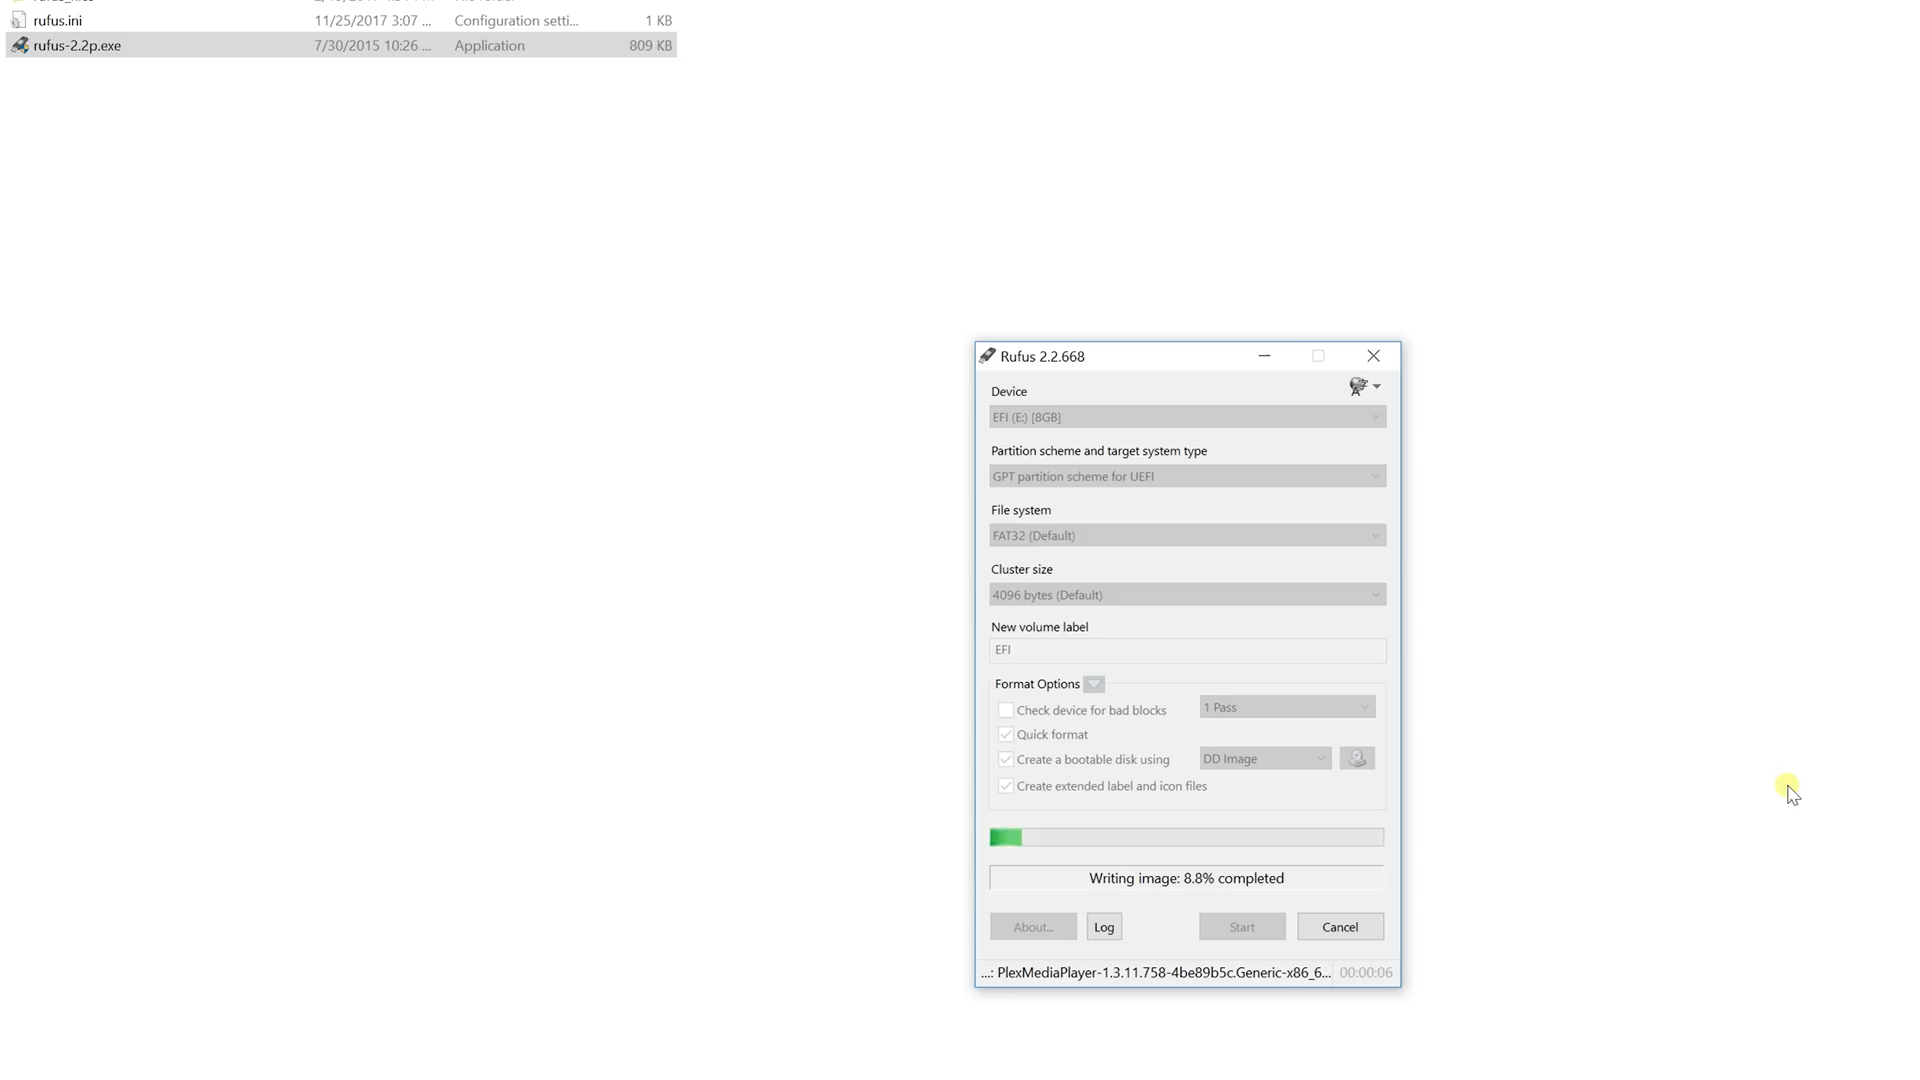 rufus.ini 11/25/2017 3:07 ... Configuration setti... 1 KB
rufus-2.2p.exe 7/30/2015 10:26 ... Application 809 KB
Rufus 2.2.668
Device
EFI (E:) [8GB]
Partition scheme and target system type
GPT partition scheme for UEFI
File system
FAT32 (Default)
Cluster size
4096 bytes (Default)
New volume label
EFI
Format Options
Check device for bad blocks 1 Pass
Quick format
Create a bootable disk using DD Image
Create extended label and icon files
Writing image: 8.8% completed
About... Log Start Cancel
...: PlexMediaPlayer-1.3.11.758-4be89b5c.Generic-x86_6... 00:00:06